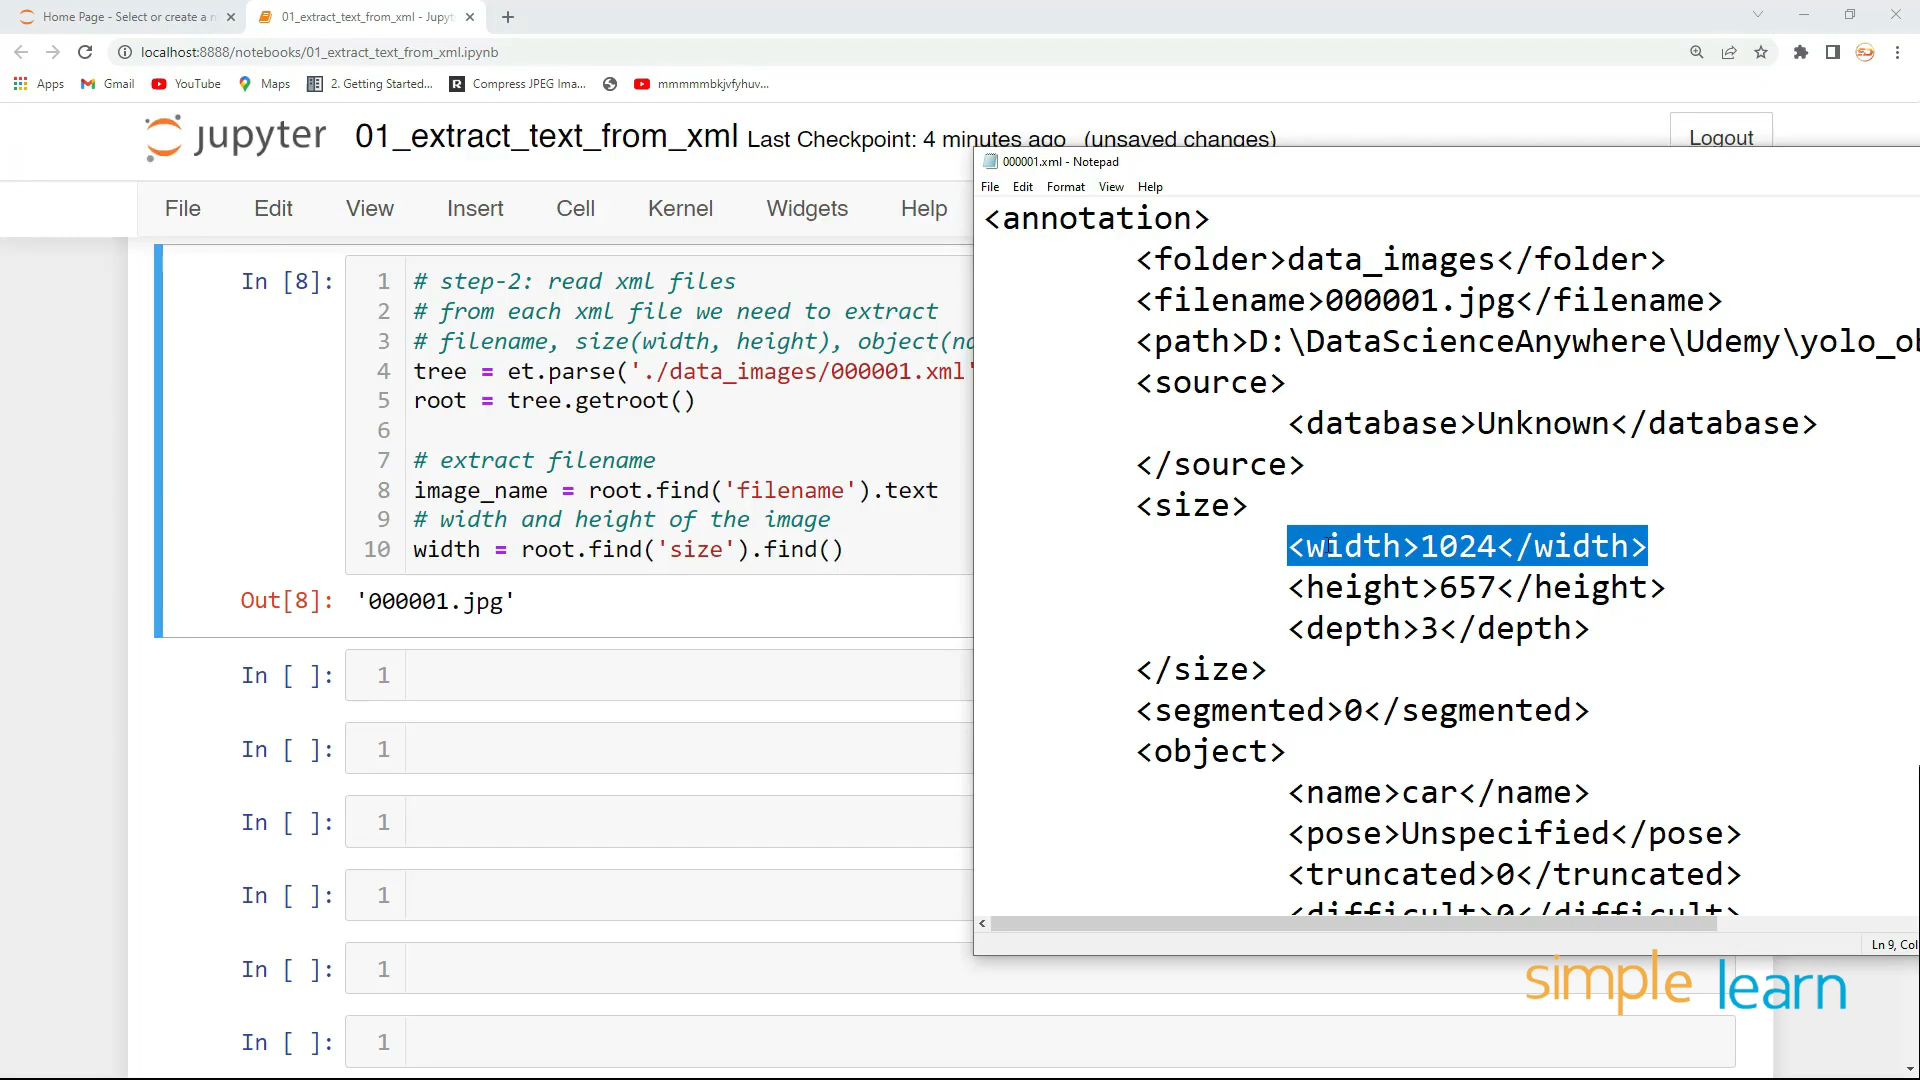 Home Page - Select or create a n
01_extract_text_from_xml - Jupyt
localhost:8888/notebooks/01_extract_text_from_xml.ipynb
Apps Gmail YouTube Maps 2. Getting Started... Compress JPEG Ima... mmmmmbkjvfyhuv...
jupyter 01_extract_text_from_xml Last Checkpoint: 4 minutes ago (unsaved changes) Logout
File Edit View Insert Cell Kernel Widgets Help
In [8]:
1 # step-2: read xml files
2 # from each xml file we need to extract
3 # filename, size(width, height), object(na
4 tree = et.parse('./data_images/000001.xml'
5 root = tree.getroot()
6
7 # extract filename
8 image_name = root.find('filename').text
9 # width and height of the image
10 width = root.find('size').find()
Out[8]: '000001.jpg'
In [ ]: 1
In [ ]: 1
In [ ]: 1
In [ ]: 1
In [ ]: 1
In [ ]: 1
000001.xml - Notepad
File Edit Format View Help
<annotation>
<folder>data_images</folder>
<filename>000001.jpg</filename>
<path>D:\DataScienceAnywhere\Udemy\yolo_ob
<source>
<database>Unknown</database>
</source>
<size>
<width>1024</width>
<height>657</height>
<depth>3</depth>
</size>
<segmented>0</segmented>
<object>
<name>car</name>
<pose>Unspecified</pose>
<truncated>0</truncated>
<difficult>0</difficult>
Ln 9, Col
simplelearn